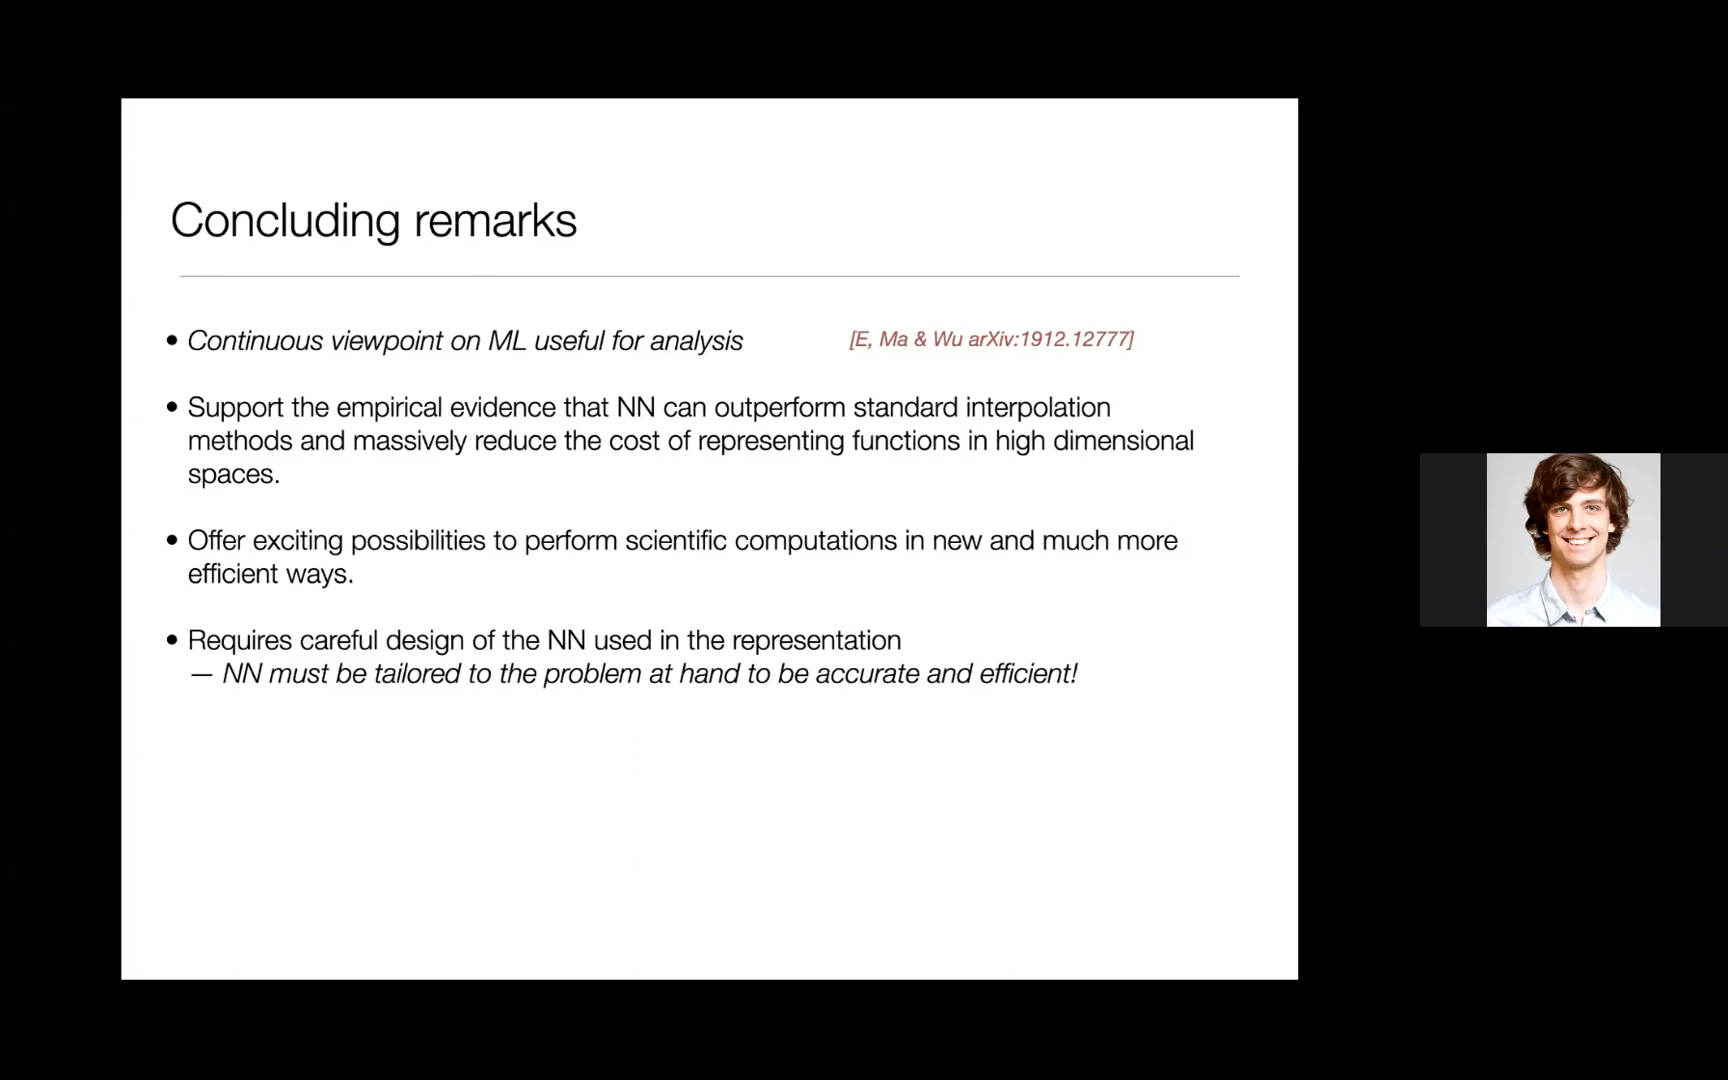 Concluding remarks
• Continuous viewpoint on ML useful for analysis [E, Ma & Wu arXiv:1912.12777]
• Support the empirical evidence that NN can outperform standard interpolation
methods and massively reduce the cost of representing functions in high dimensional
spaces.
• Offer exciting possibilities to perform scientific computations in new and much more
efficient ways.
• Requires careful design of the NN used in the representation
— NN must be tailored to the problem at hand to be accurate and efficient!